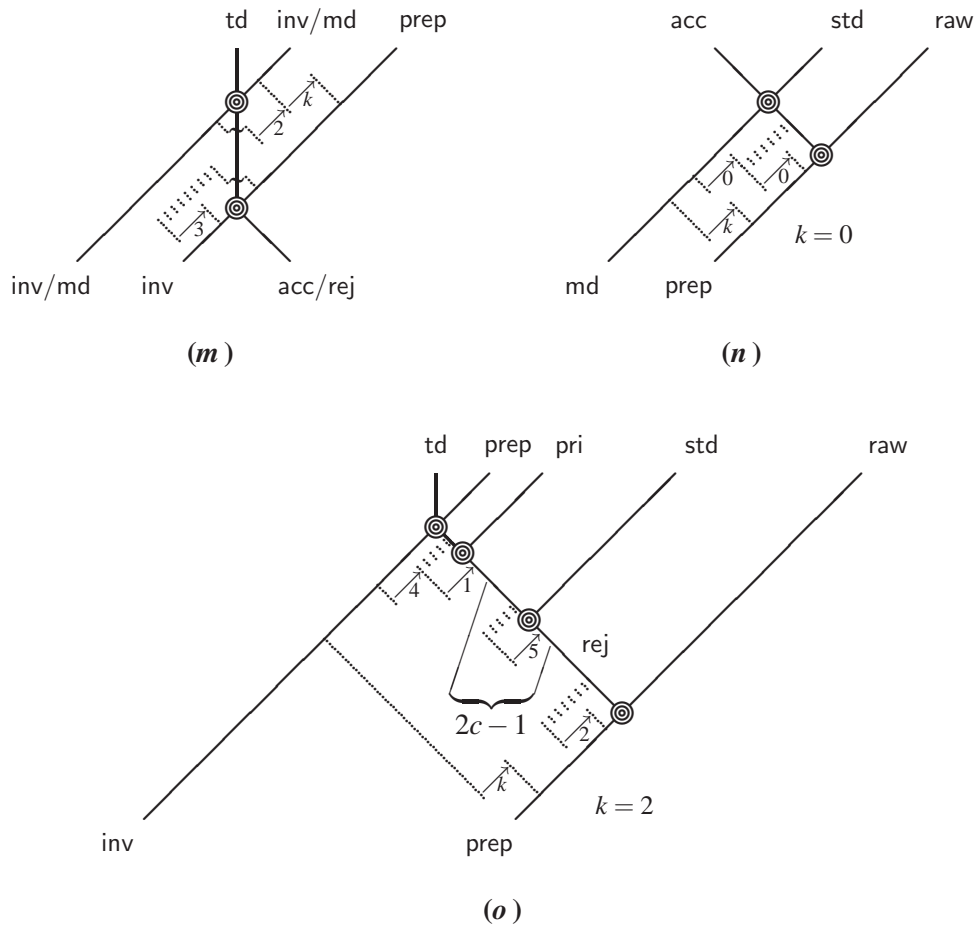 td inv/md prep
acc std raw
k
2
3
0 0
k
k = 0
inv/md inv acc/rej
md prep
(m) (n)
td prep pri std raw
4 1
5
rej
2c − 1
2
k
k = 2
inv prep
(o)